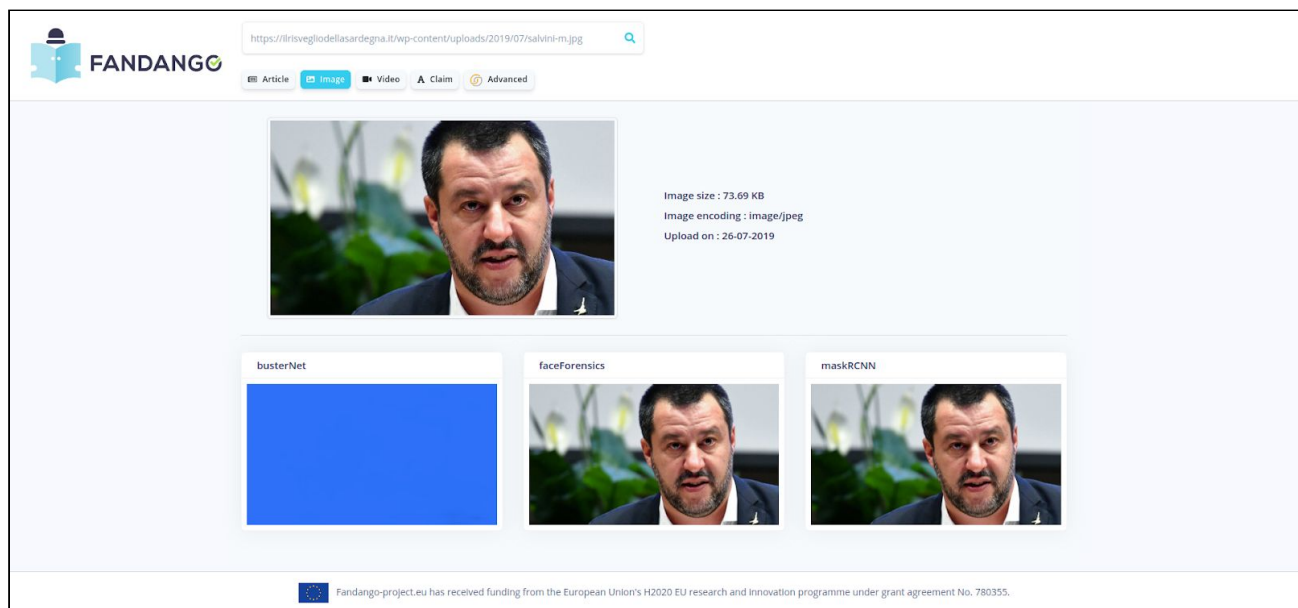 https://ilrisvegliodellasardegna.it/wp-content/uploads/2019/07/salvini-m.jpg
FANDANGO
Article Image Video Claim Advanced
Image size : 73.69 KB
Image encoding : image/jpeg
Upload on : 26-07-2019
busterNet faceForensics maskRCNN
Fandango-project.eu has received funding from the European Union's H2020 EU research and innovation programme under grant agreement No. 780355.